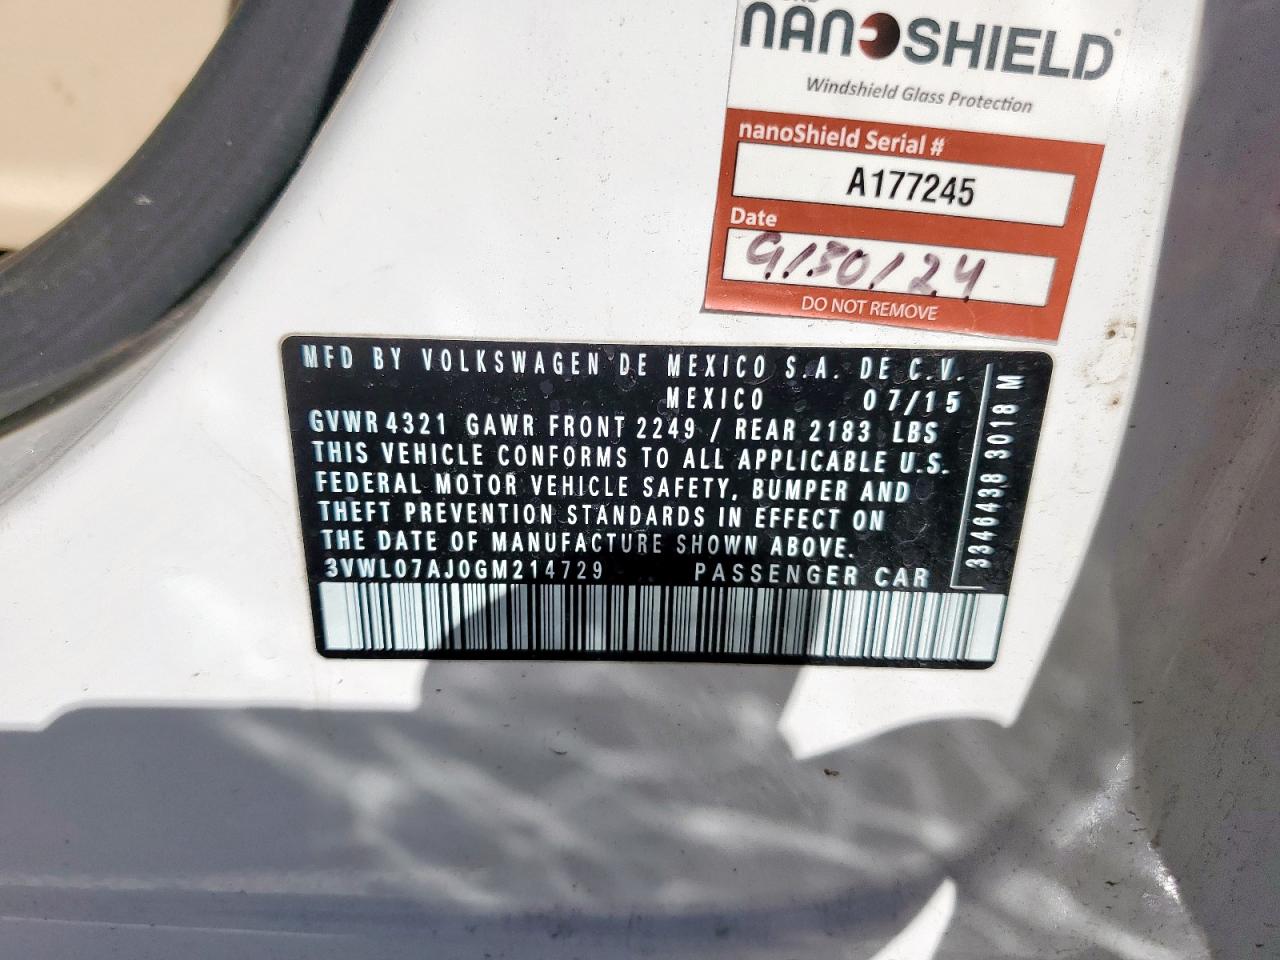 NANOSHIELD
Windshield Glass Protection
nanoShield Serial #
A177245
Date
9/30/24
DO NOT REMOVE
MFD BY VOLKSWAGEN DE MEXICO S.A. DE C.V.
MEXICO 07/15
GVWR 4321 GAWR FRONT 2249 / REAR 2183 LBS
THIS VEHICLE CONFORMS TO ALL APPLICABLE U.S.
FEDERAL MOTOR VEHICLE SAFETY, BUMPER AND
THEFT PREVENTION STANDARDS IN EFFECT ON
THE DATE OF MANUFACTURE SHOWN ABOVE.
3VWL07AJ0GM214729 PASSENGER CAR
3346438 3018 M